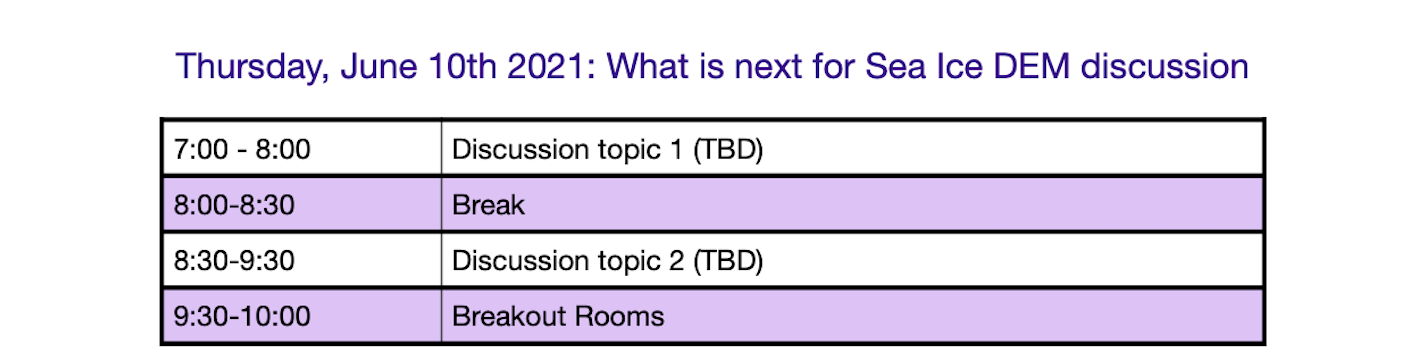 Thursday, June 10th 2021: What is next for Sea Ice DEM discussion
7:00 - 8:00 Discussion topic 1 (TBD)
8:00-8:30 Break
8:30-9:30 Discussion topic 2 (TBD)
9:30-10:00 Breakout Rooms